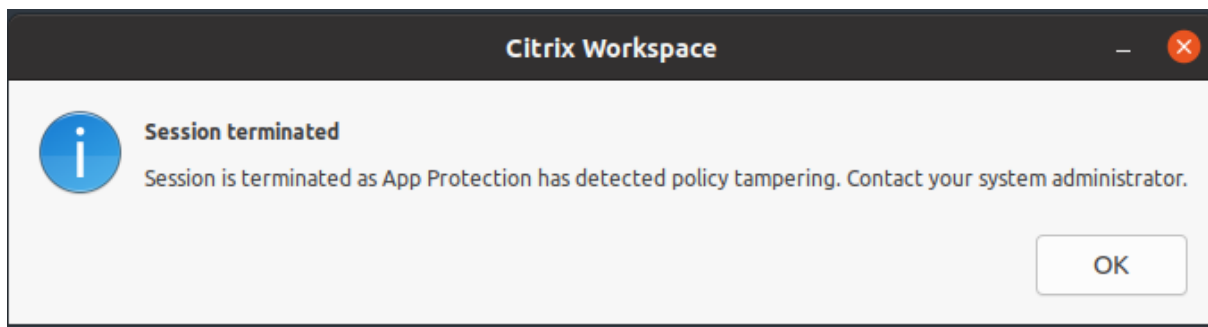 Citrix Workspace
Session terminated
Session is terminated as App Protection has detected policy tampering. Contact your system administrator.
OK